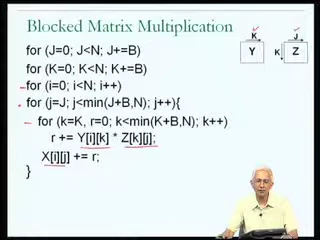 Blocked Matrix Multiplication
for (J=0; J<N; J+=B)
for (K=0; K<N; K+=B)
for (i=0; i<N; i++)
for (j=J; j<min(J+B,N); j++){
for (k=K, r=0; k<min(K+B,N); k++)
r += Y[i][k] * Z[k][j];
X[i][j] += r;
}
K
Y
J
K
Z